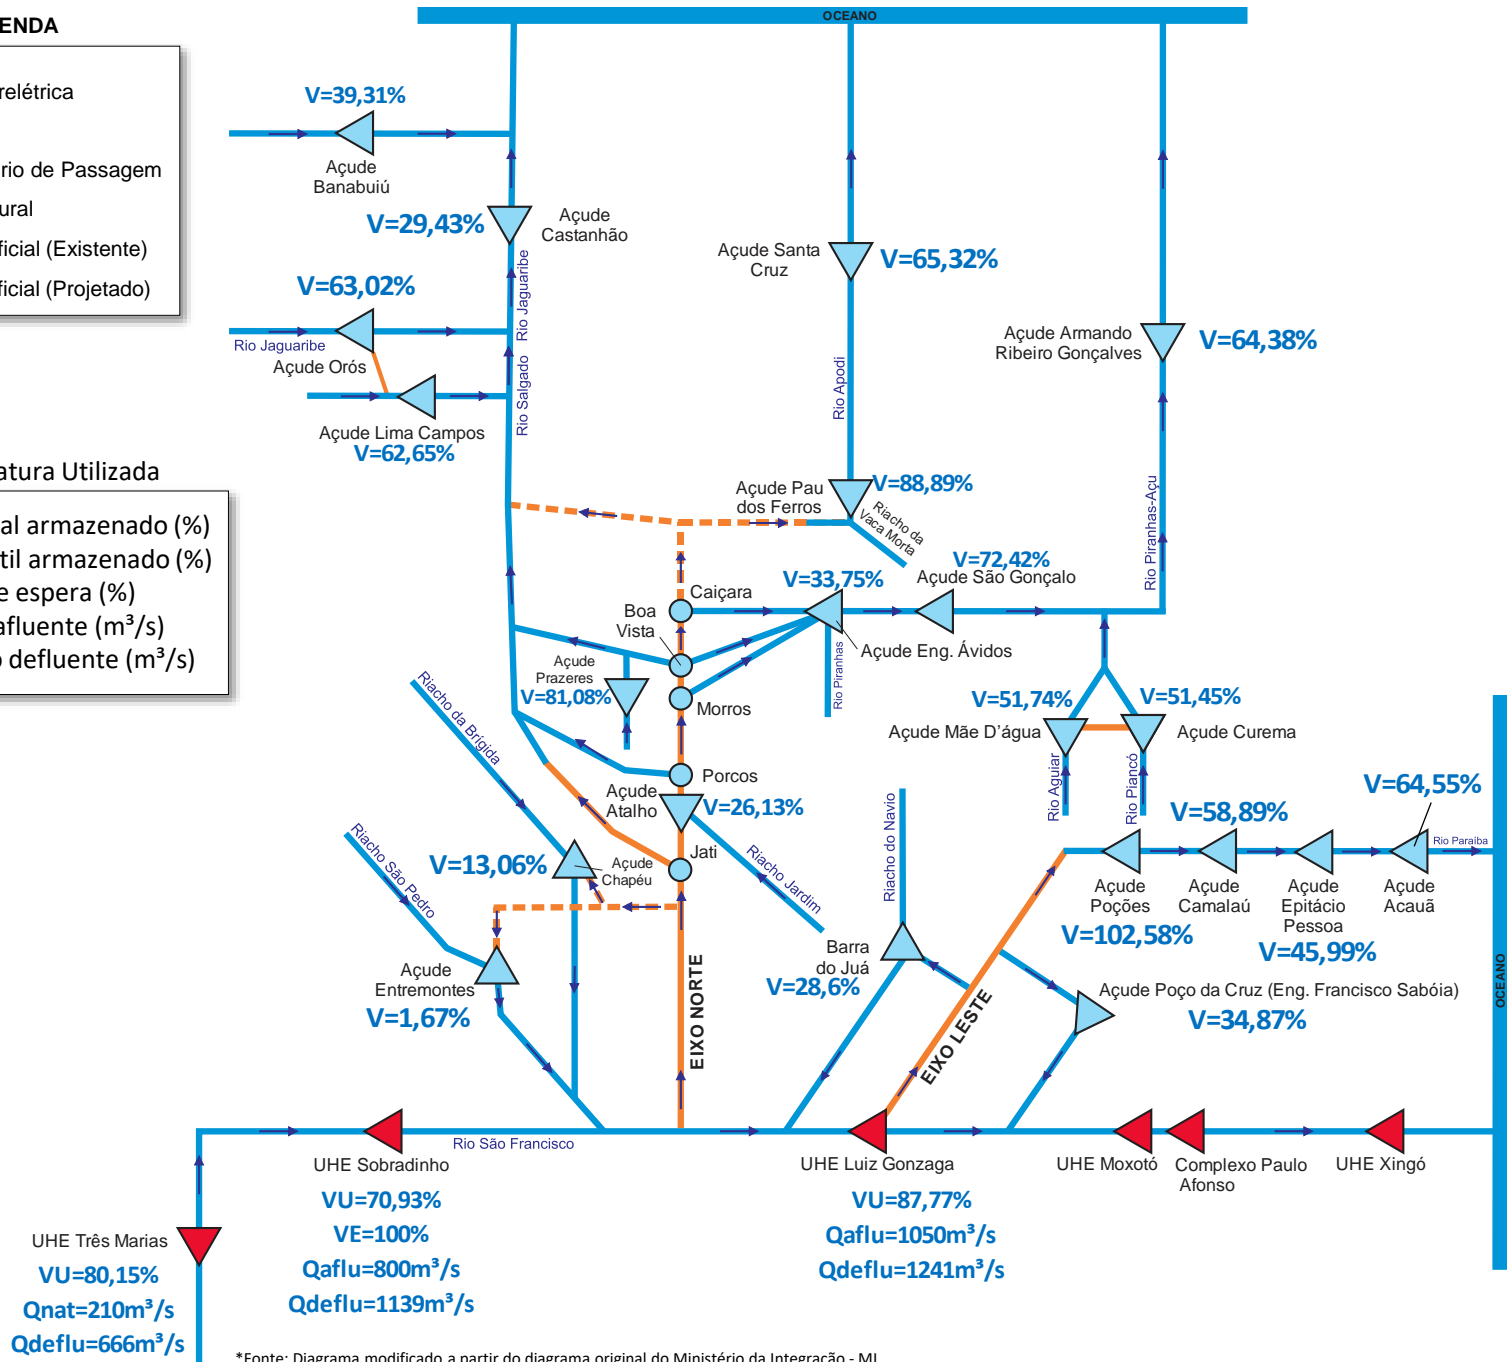 OCEANO
ENDA
relétrica
rio de Passagem
ural
ficial (Existente)
ficial (Projetado)
V=39,31%
Açude
Banabuiú
V=29,43%
Açude
Castanhão
Açude Santa
Cruz
V=65,32%
V=63,02%
Rio Jaguaribe
Rio Jaguaribe
Açude Orós
Rio Salgado
Açude Lima Campos
V=62,65%
Rio Apodi
Açude Armando
Ribeiro Gonçalves
V=64,38%
atura Utilizada
al armazenado (%)
til armazenado (%)
e espera (%)
afluente (m³/s)
o defluente (m³/s)
Açude Pau
dos Ferros
V=88,89%
Riacho da
Vaca Morta
Rio Piranhas-Açu
V=72,42%
Açude São Gonçalo
V=33,75%
Caiçara
Boa
Vista
Açude Eng. Ávidos
Rio Piranhas
Açude
Prazeres
V=81,08%
Morros
Riacho da Brígida
V=51,74%
Açude Mãe D'água
V=51,45%
Açude Curema
Rio Aguiar
Rio Piancó
Porcos
Açude
Atalho
V=26,13%
V=64,55%
V=58,89%
Rio Paraíba
Riacho São Pedro
V=13,06%
Açude
Chapéu
Jati
Riacho Jardim
Riacho do Navio
Açude
Poções
V=102,58%
Açude
Camalaú
Açude
Epitácio
Pessoa
V=45,99%
Açude
Acauã
Açude
Entremontes
V=1,67%
Barra
do Juá
V=28,6%
EIXO NORTE
EIXO LESTE
Açude Poço da Cruz (Eng. Francisco Sabóia)
V=34,87%
OCEANO
Rio São Francisco
UHE Sobradinho
VU=70,93%
VE=100%
Qaflu=800m³/s
Qdeflu=1139m³/s
UHE Luiz Gonzaga
VU=87,77%
Qaflu=1050m³/s
Qdeflu=1241m³/s
UHE Moxotó
Complexo Paulo
Afonso
UHE Xingó
UHE Três Marias
VU=80,15%
Qnat=210m³/s
Qdeflu=666m³/s
*Fonte: Diagrama modificado a partir do diagrama original do Ministério da Integração - MI